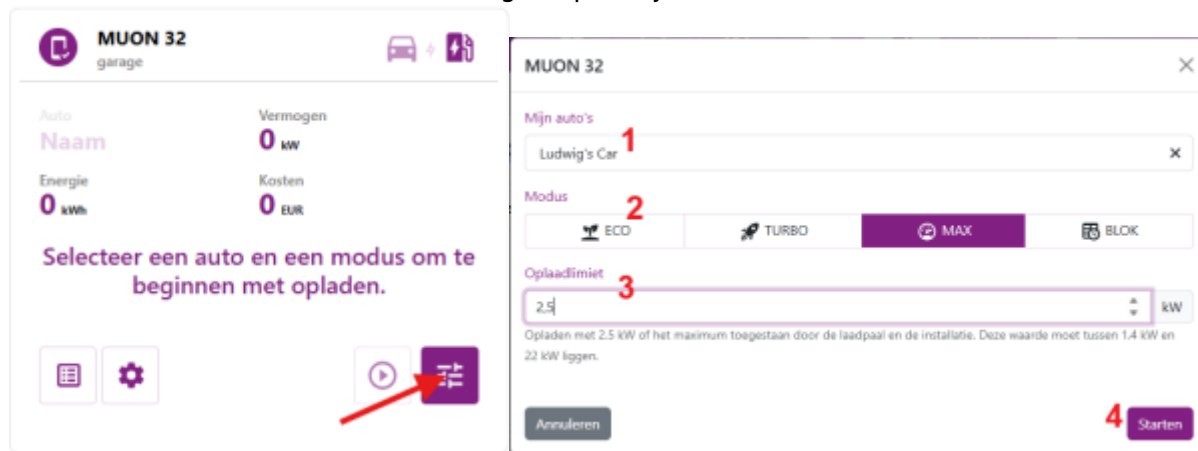 MUON 32
garage
Auto
Naam
Vermogen
0 kW
Energie
0 kWh
Kosten
0 EUR
Selecteer een auto en een modus om te
beginnen met opladen.
MUON 32
Mijn auto's
1
Ludwig's Car
Modus
2
ECO
TURBO
MAX
BLOK
Oplaadlimiet
3
2,5
kW
Opladen met 2.5 kW of het maximum toegestaan door de laadpaal en de installatie. Deze waarde moet tussen 1.4 kW en
22 kW liggen.
Annuleren
4
Starten